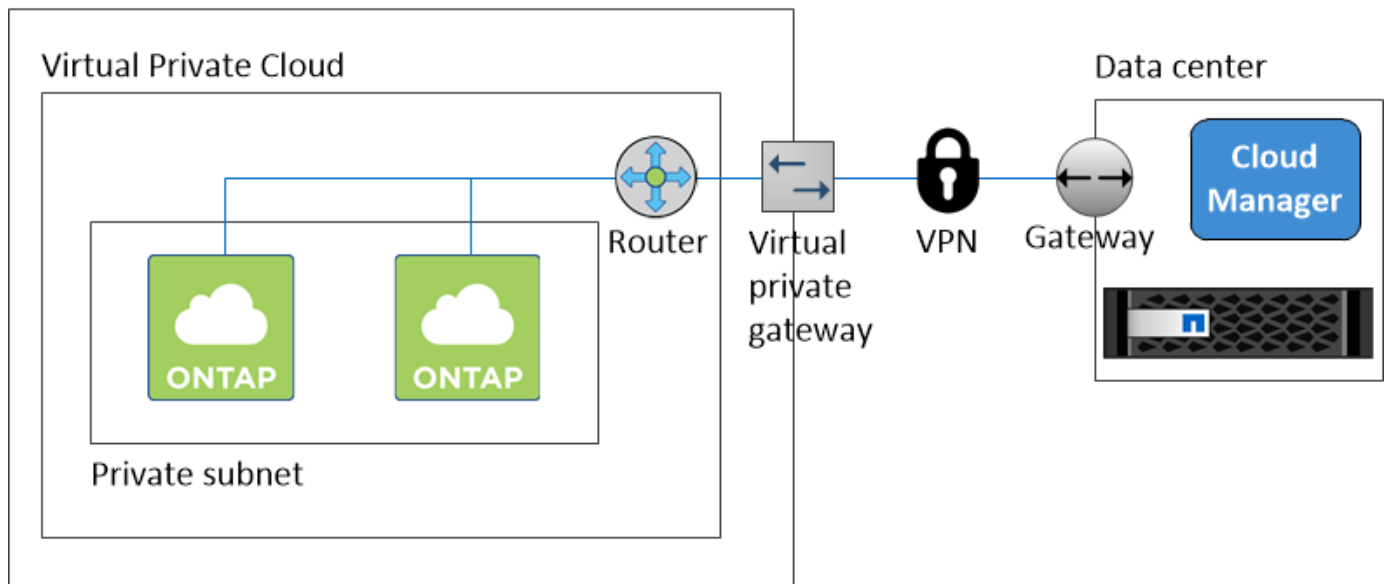 Virtual Private Cloud
Data center
Cloud
Manager
Router
Virtual
private
gateway
VPN
Gateway
ONTAP
ONTAP
Private subnet